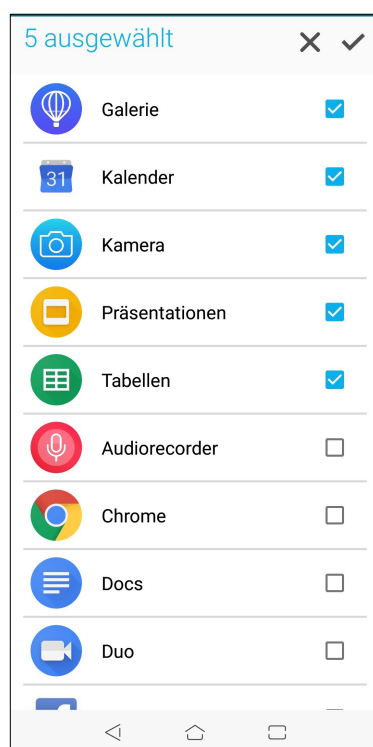 5 ausgewählt
Galerie
31
Kalender
Kamera
Präsentationen
Tabellen
Audiorecorder
Chrome
Docs
Duo